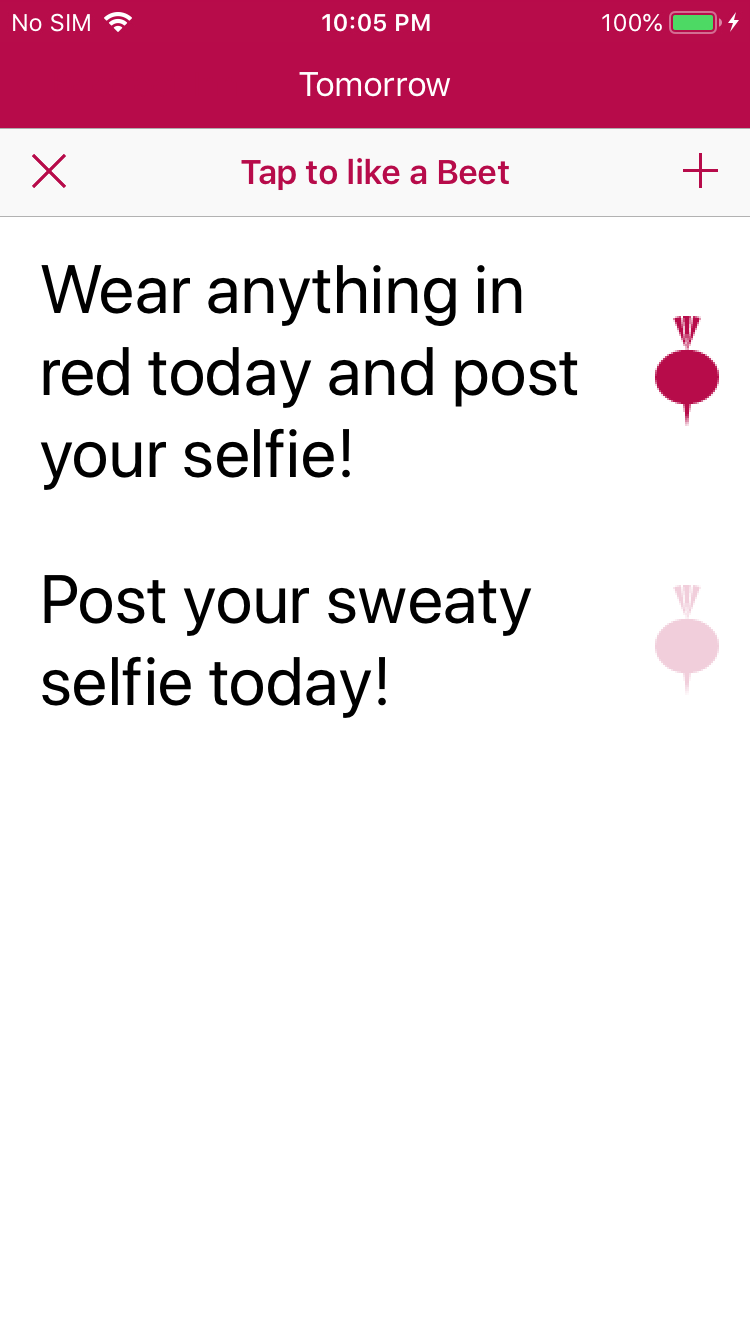 No SIM 10:05 PM 100%
Tomorrow
Tap to like a Beet
Wear anything in
red today and post
your selfie!
Post your sweaty
selfie today!